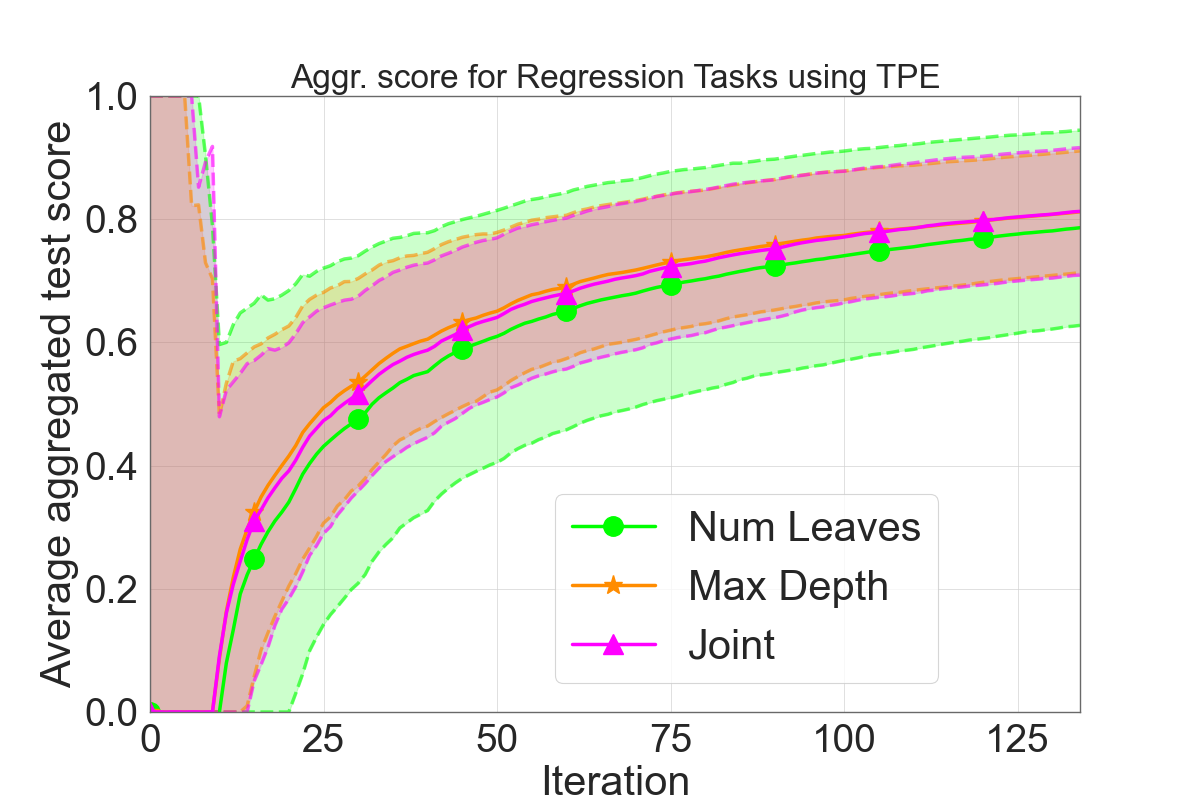 Aggr. score for Regression Tasks using TPE
Average aggregated test score
1.0
0.8
0.6
0.4
0.2
0.0
Num Leaves
Max Depth
Joint
0 25 50 75 100 125
Iteration